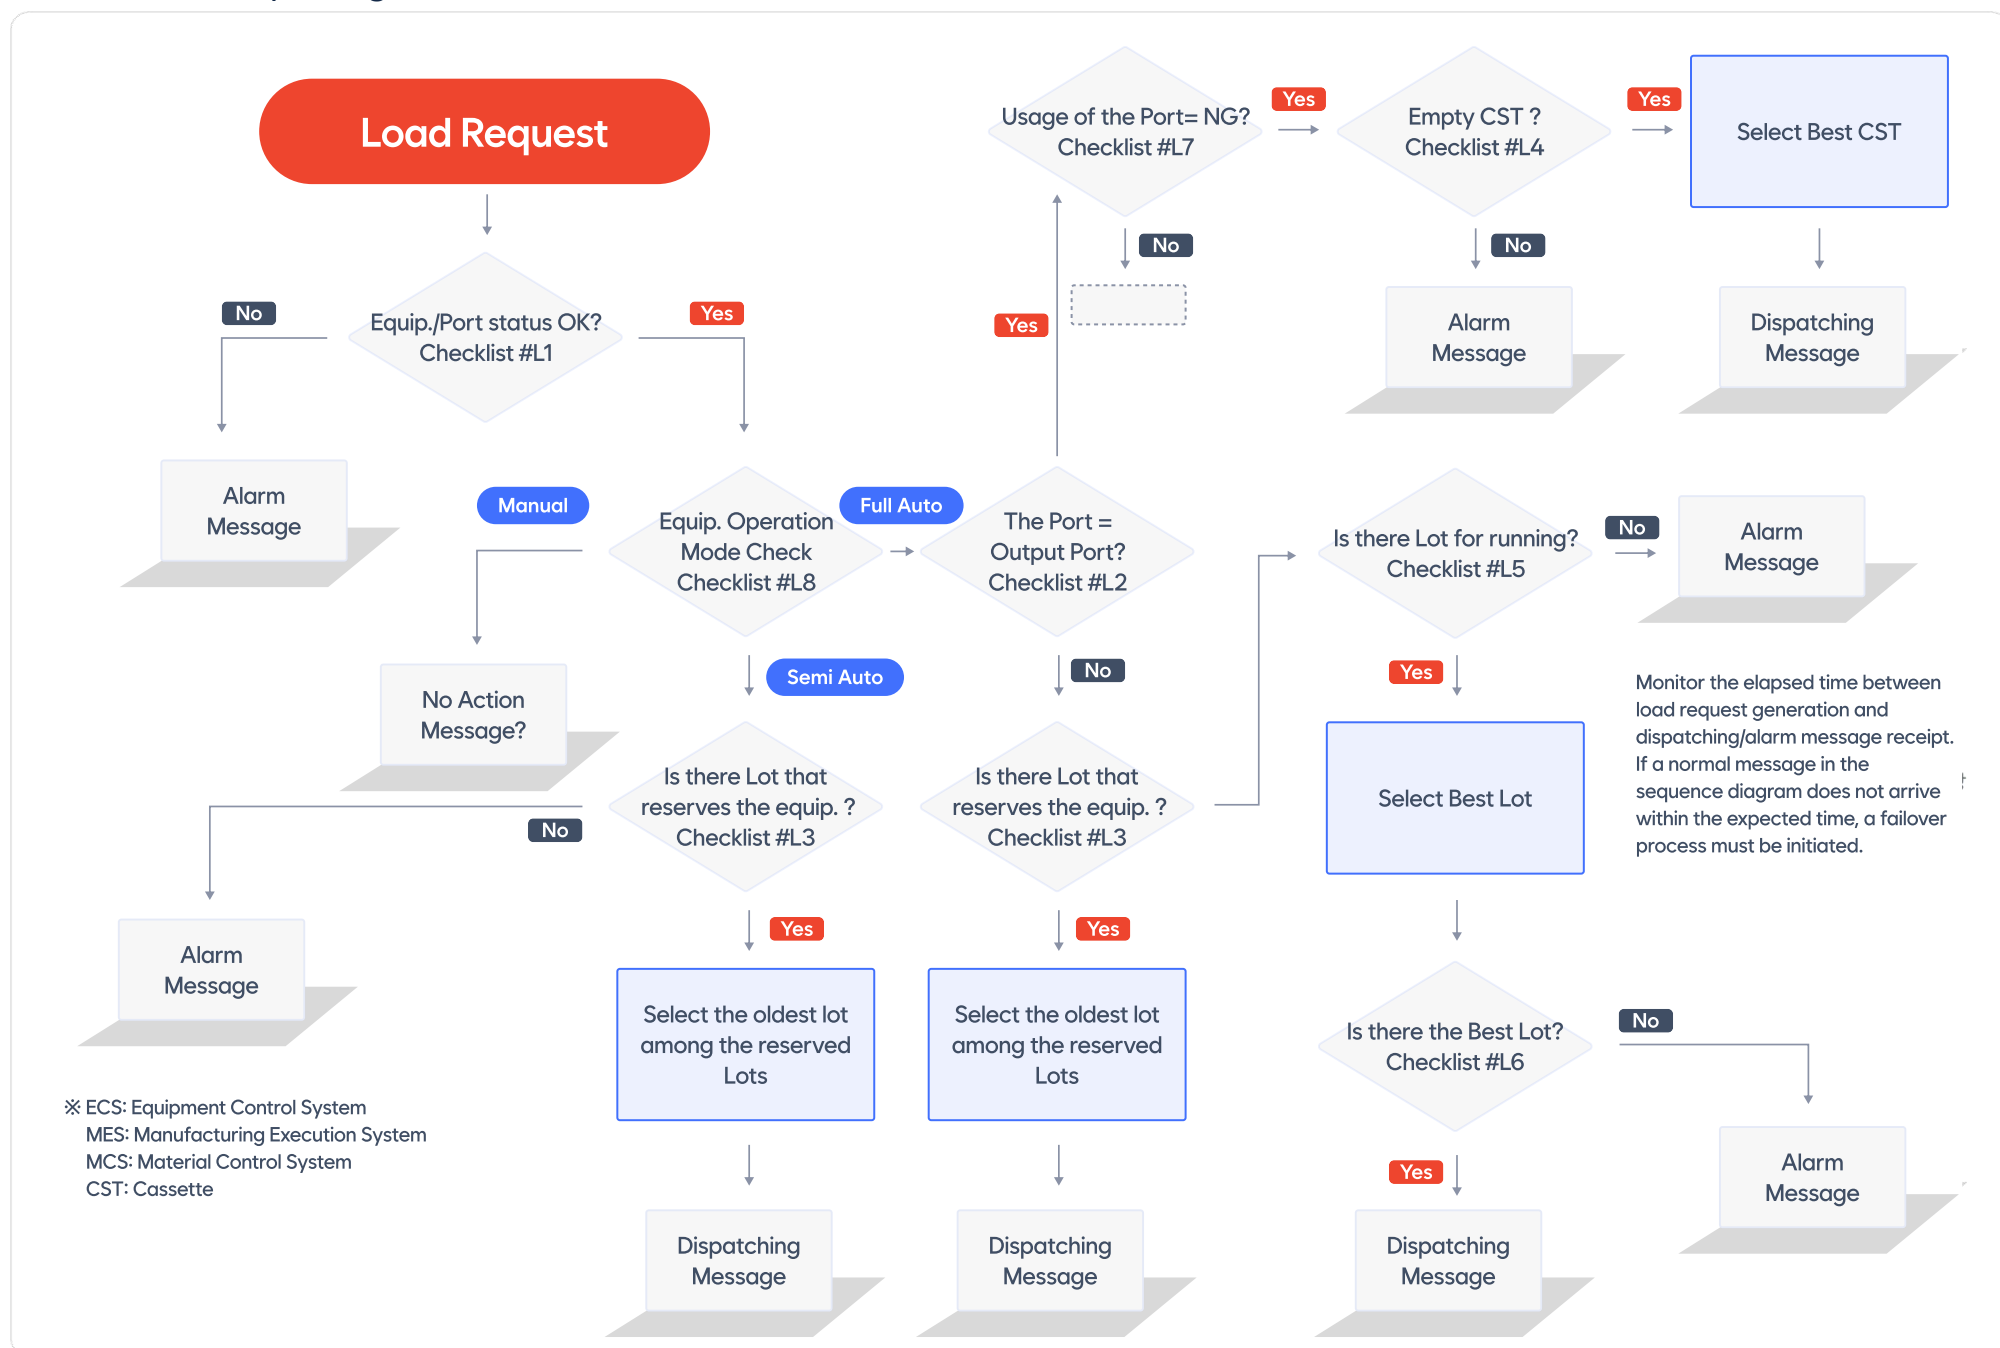 Load Request
Equip./Port status OK?
Checklist #L1
No
Yes
Alarm
Message
Equip. Operation
Mode Check
Checklist #L8
Manual
No Action
Message?
Semi Auto
Full Auto
The Port =
Output Port?
Checklist #L2
Yes
Usage of the Port= NG?
Checklist #L7
No
Yes
Empty CST ?
Checklist #L4
No
Alarm
Message
Yes
Select Best CST
Dispatching
Message
No
Is there Lot that
reserves the equip. ?
Checklist #L3
No
Alarm
Message
Yes
Select the oldest lot
among the reserved
Lots
Dispatching
Message
Is there Lot that
reserves the equip. ?
Checklist #L3
Yes
Select the oldest lot
among the reserved
Lots
Dispatching
Message
Is there Lot for running?
Checklist #L5
No
Alarm
Message
Yes
Select Best Lot
Is there the Best Lot?
Checklist #L6
No
Alarm
Message
Yes
Dispatching
Message
Monitor the elapsed time between
load request generation and
dispatching/alarm message receipt.
If a normal message in the
sequence diagram does not arrive
within the expected time, a failover
process must be initiated.
※ ECS: Equipment Control System
MES: Manufacturing Execution System
MCS: Material Control System
CST: Cassette